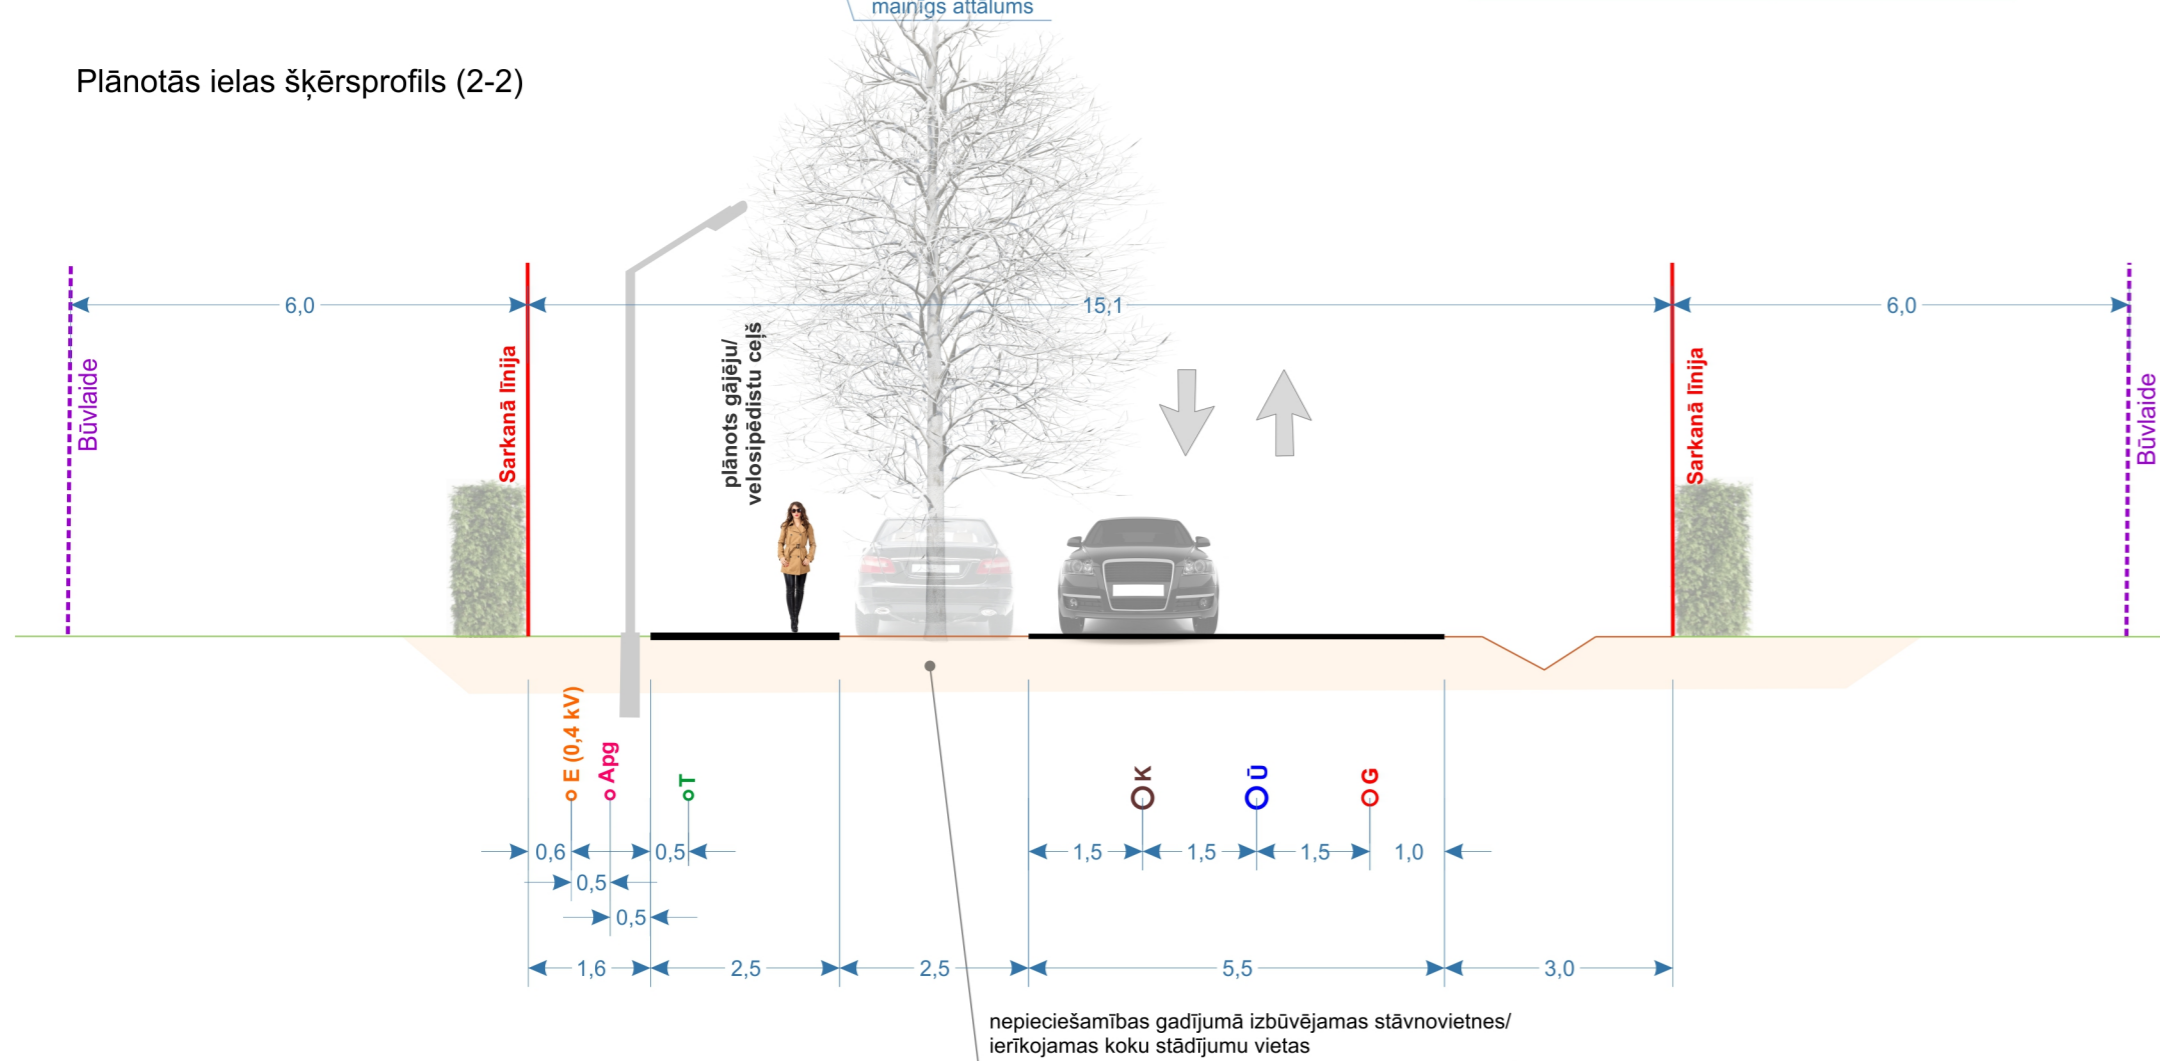 mainīgs attālums
Plānotās ielas šķērsprofils (2-2)
6,0
15,1
6,0
Būvlaide
Sarkanā līnija
plānots gājēju/
velosipēdistu ceļš
Sarkanā līnija
Būvlaide
E (0,4 kV)
Apg
T
K
Ū
G
0,6
0,5
1,5
1,5
1,5
1,0
0,5
0,5
1,6
2,5
2,5
5,5
3,0
nepieciešamības gadījumā izbūvējamas stāvnovietnes/
ierīkojamas koku stādījumu vietas